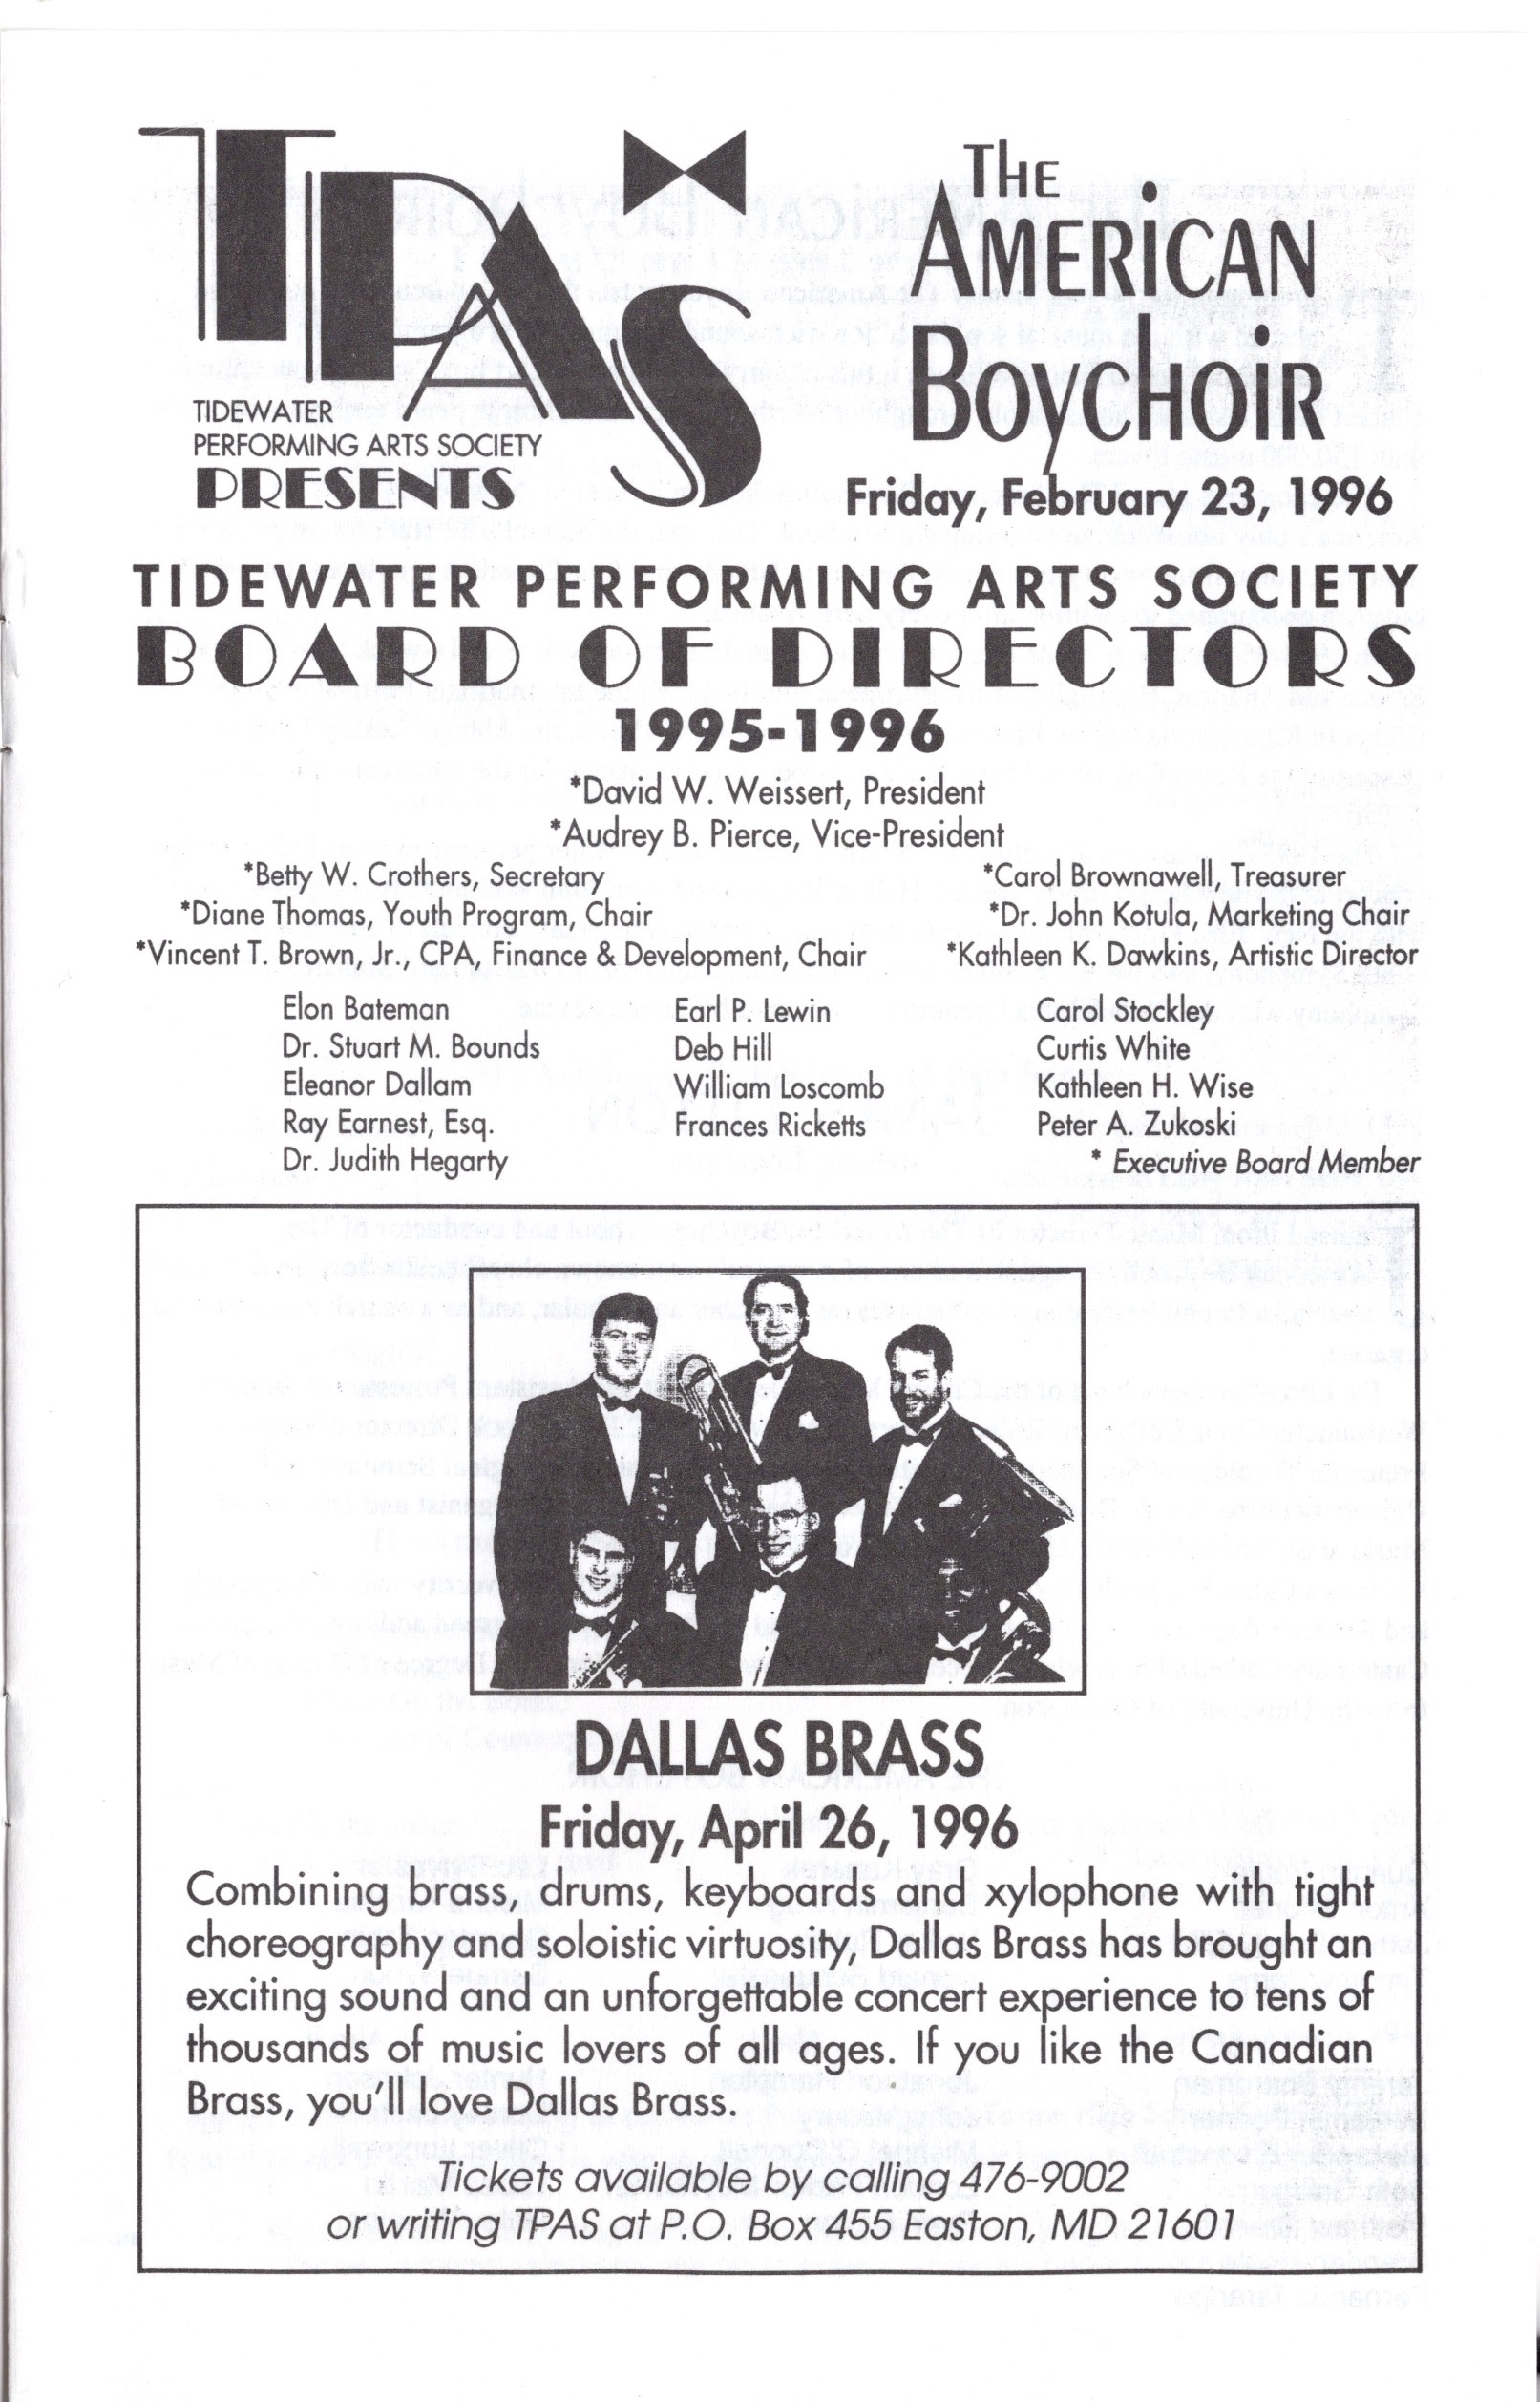 TPAS
TIDEWATER
PERFORMING ARTS SOCIETY
PRESENTS
THE
AMERiCAN
BOYCHOiR
Friday, February 23, 1996
TIDEWATER PERFORMING ARTS SOCIETY
BOARD OF DIRECTORS
1995-1996
*David W. Weissert, President
*Audrey B. Pierce, Vice-President
*Betty W. Crothers, Secretary
*Carol Brownawell, Treasurer
*Diane Thomas, Youth Program, Chair
*Dr. John Kotula, Marketing Chair
*Vincent T. Brown, Jr., CPA, Finance & Development, Chair
*Kathleen K. Dawkins, Artistic Director
Elon Bateman
Dr. Stuart M. Bounds
Eleanor Dallam
Ray Earnest, Esq.
Dr. Judith Hegarty
Earl P. Lewin
Deb Hill
William Loscomb
Frances Ricketts
Carol Stockley
Curtis White
Kathleen H. Wise
Peter A. Zukoski
* Executive Board Member
DALLAS BRASS
Friday, April 26, 1996
Combining brass, drums, keyboards and xylophone with tight
choreography and soloistic virtuosity, Dallas Brass has brought an
exciting sound and an unforgettable concert experience to tens of
thousands of music lovers of all ages. If you like the Canadian
Brass, you'll love Dallas Brass.
Tickets available by calling 476-9002
or writing TPAS at P.O. Box 455 Easton, MD 21601